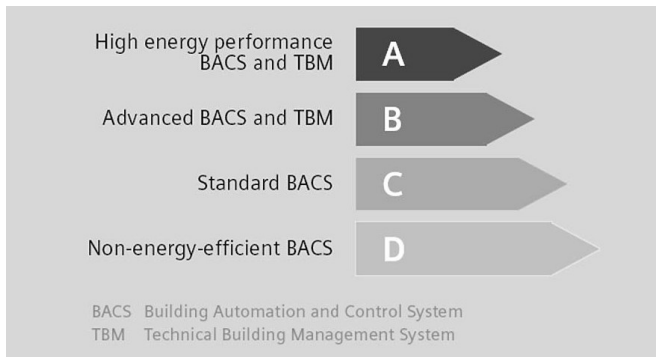 High energy performance
BACS and TBM
A
Advanced BACS and TBM
B
Standard BACS
C
Non-energy-efficient BACS
D
BACS Building Automation and Control System
TBM Technical Building Management System